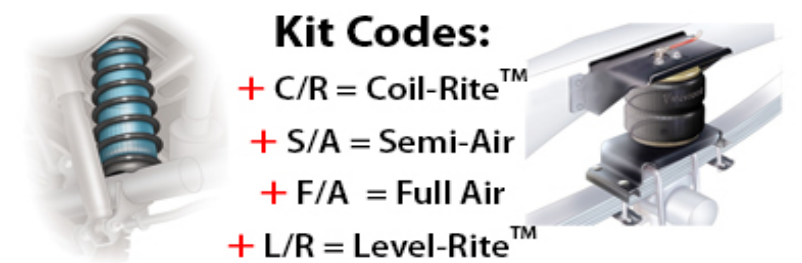 Kit Codes:
+ C/R = Coil-Rite™
+ S/A = Semi-Air
+ F/A = Full Air
+ L/R = Level-Rite™